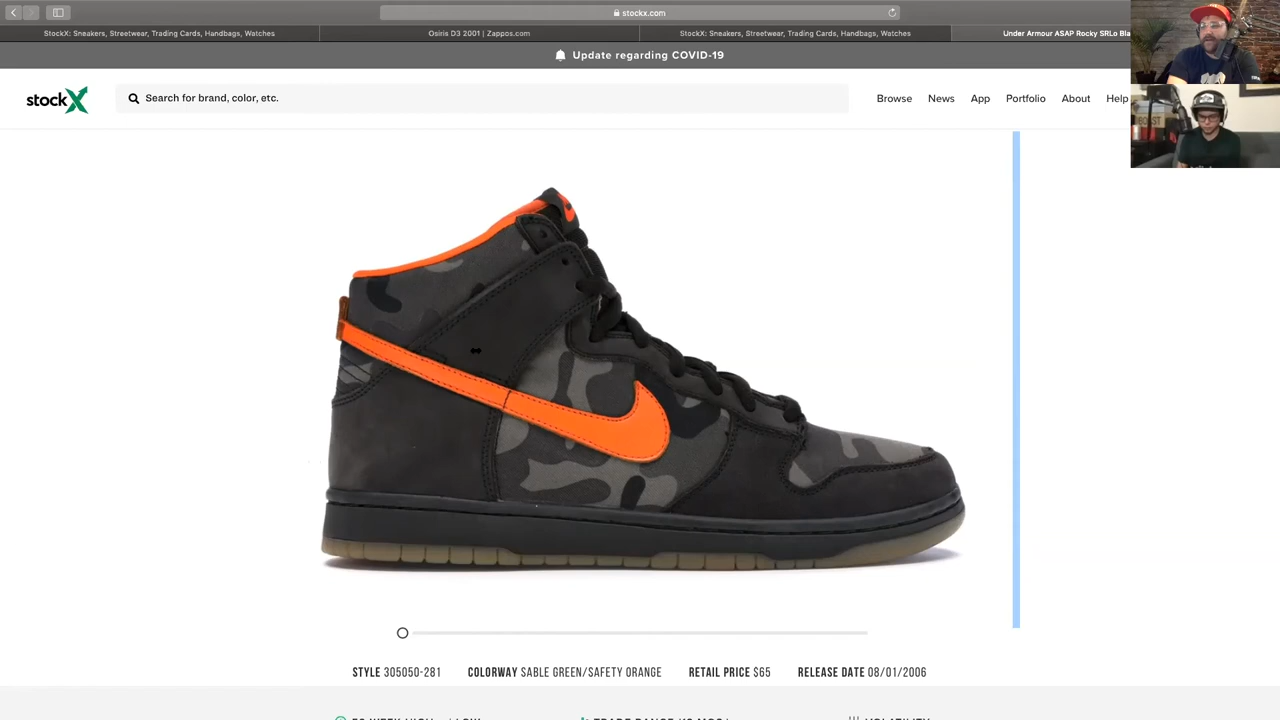 stockx.com
StockX: Sneakers, Streetwear, Trading Cards, Handbags, Watches
Osiris D3 2001 | Zappos.com
StockX: Sneakers, Streetwear, Trading Cards, Handbags, Watches
Under Armour ASAP Rocky SRLo Bla
Update regarding COVID-19
stockX
Search for brand, color, etc.
Browse
News
App
Portfolio
About
Help
STYLE 305050-281
COLORWAY SABLE GREEN/SAFETY ORANGE
RETAIL PRICE $65
RELEASE DATE 08/01/2006